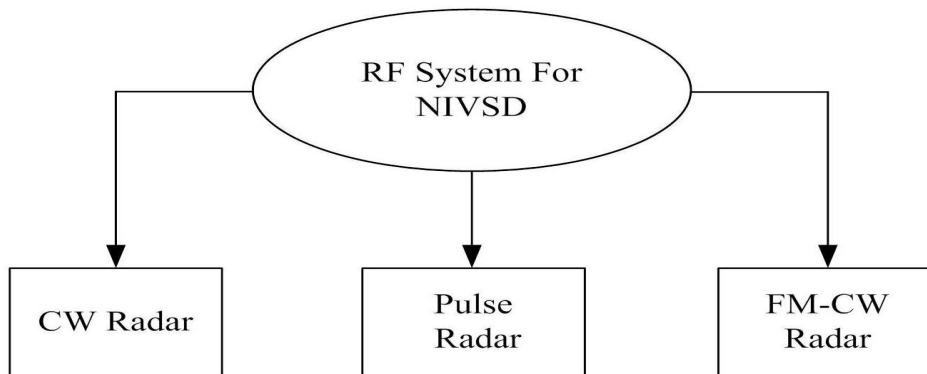 RF System For
NIVSD
CW Radar
Pulse
Radar
FM-CW
Radar